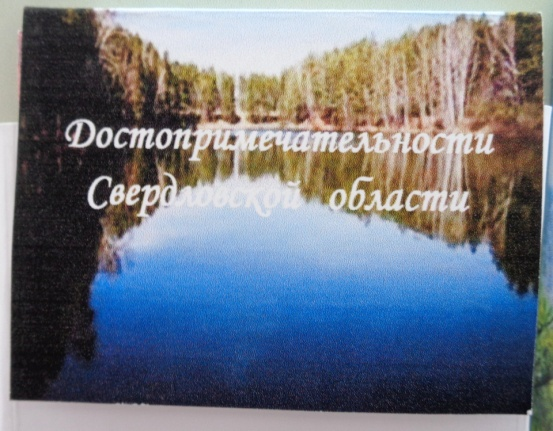 Достопримечательности
Свердловской области